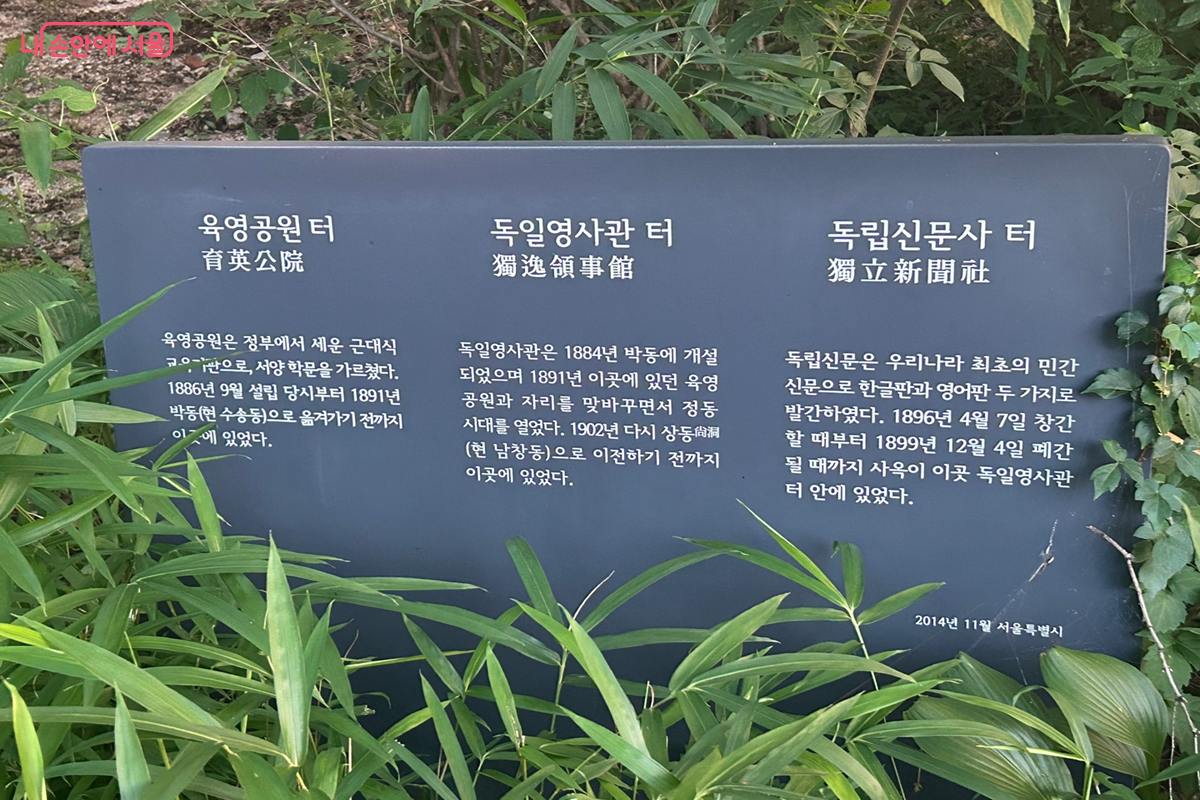 내 손안에 서울
육영공원 터
育英公院
육영공원은 정부에서 세운 근대식
교육기관으로, 서양 학문을 가르쳤다.
1886년 9월 설립 당시부터 1891년
박동(현 수송동)으로 옮겨가기 전까지
이곳에 있었다.
독일영사관 터
獨逸領事館
독일영사관은 1884년 박동에 개설
되었으며 1891년 이곳에 있던 육영
공원과 자리를 맞바꾸면서 정동
시대를 열었다. 1902년 다시 상동尙洞
(현 남창동)으로 이전하기 전까지
이곳에 있었다.
독립신문사 터
獨立新聞社
독립신문은 우리나라 최초의 민간
신문으로 한글판과 영어판 두 가지로
발간하였다. 1896년 4월 7일 창간
할 때부터 1899년 12월 4일 폐간
될 때까지 사옥이 이곳 독일영사관
터 안에 있었다.
2014년 11월 서울특별시